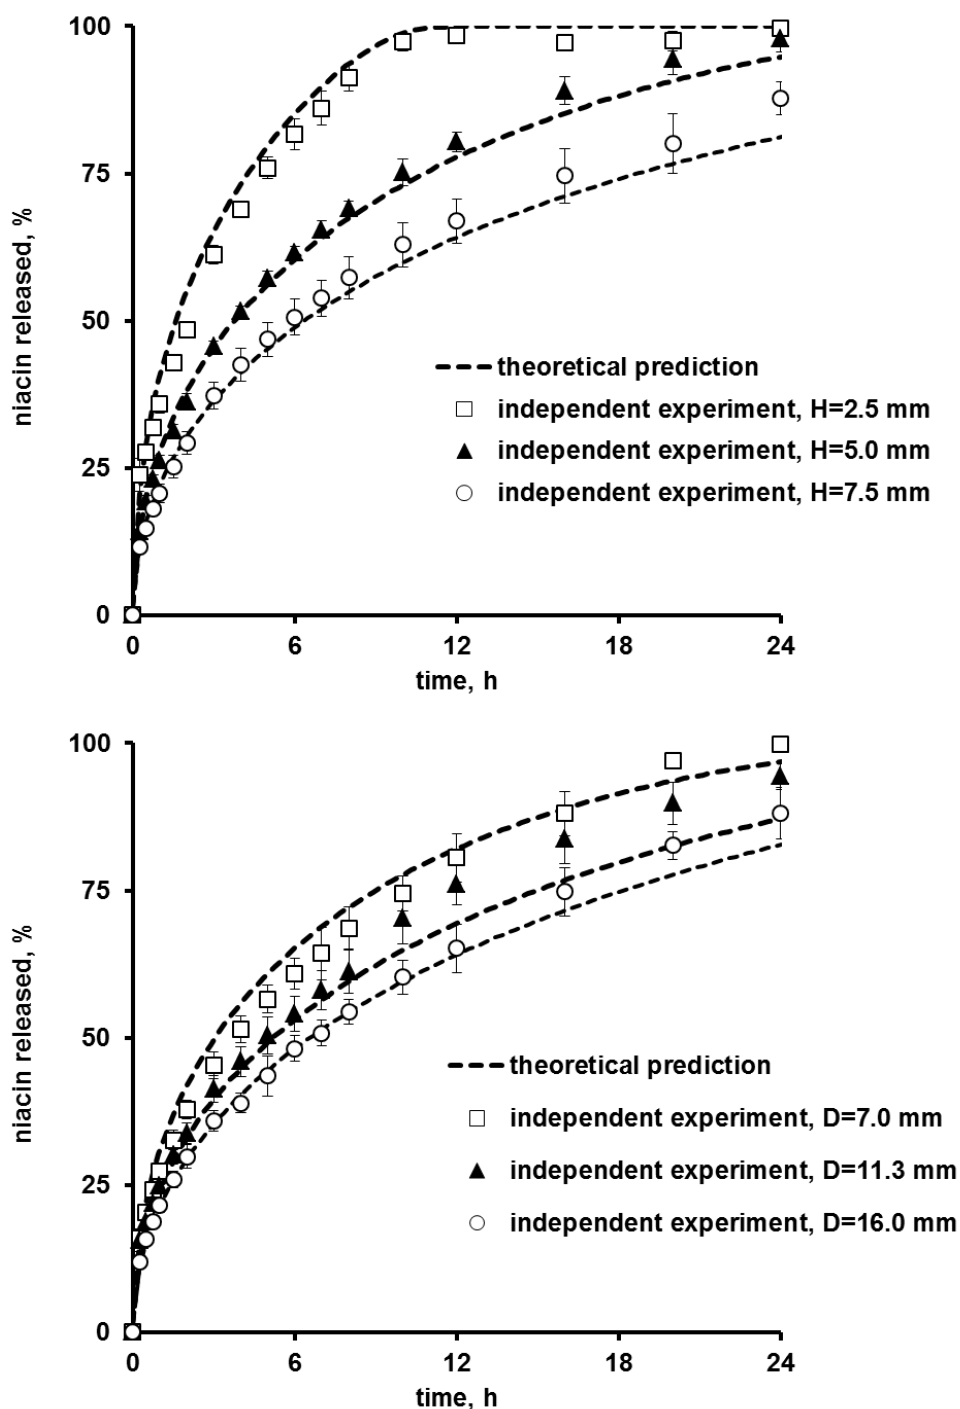 100
75
50
25
0
niacin released, %
theoretical prediction
independent experiment, H=2.5 mm
independent experiment, H=5.0 mm
independent experiment, H=7.5 mm
0 6 12 18 24
time, h
100
75
50
25
0
niacin released, %
theoretical prediction
independent experiment, D=7.0 mm
independent experiment, D=11.3 mm
independent experiment, D=16.0 mm
0 6 12 18 24
time, h